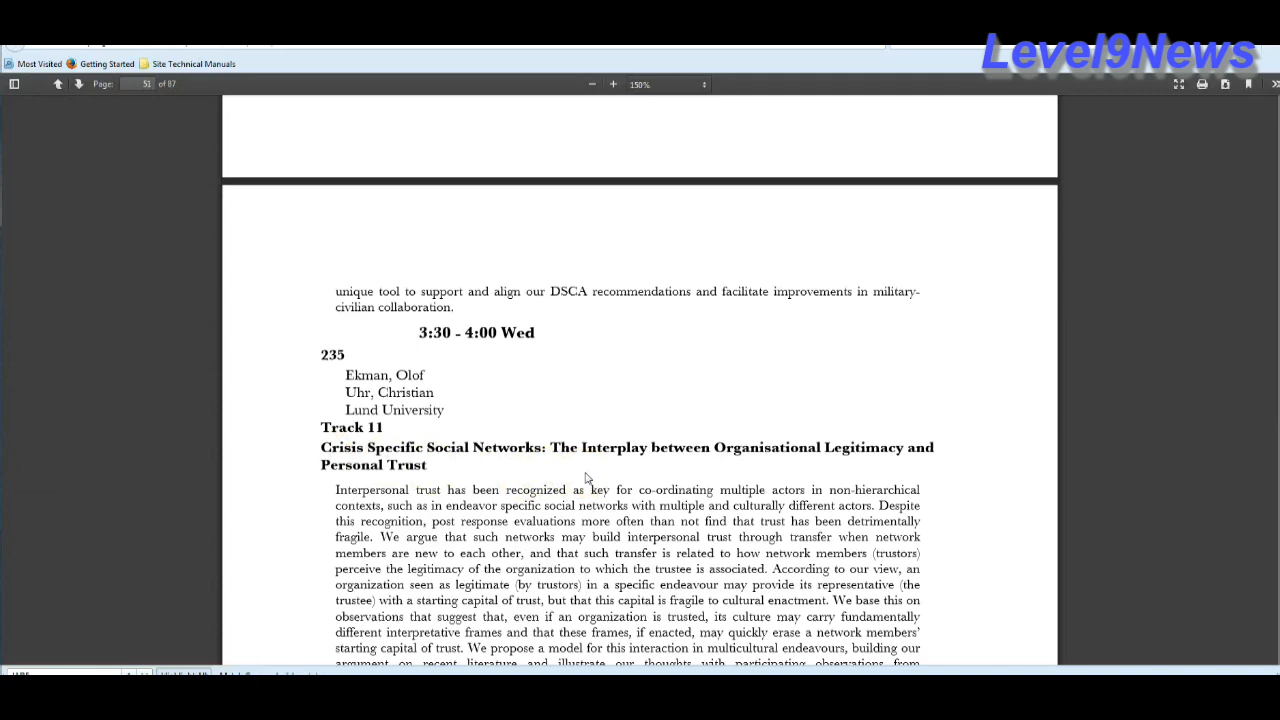 Level9News
Most Visited Getting Started Site Technical Manuals
Page: 51 of 87 150%
unique tool to support and align our DSCA recommendations and facilitate improvements in military-
civilian collaboration.
3:30 - 4:00 Wed
235
Ekman, Olof
Uhr, Christian
Lund University
Track 11
Crisis Specific Social Networks: The Interplay between Organisational Legitimacy and
Personal Trust
Interpersonal trust has been recognized as key for co-ordinating multiple actors in non-hierarchical
contexts, such as in endeavor specific social networks with multiple and culturally different actors. Despite
this recognition, post response evaluations more often than not find that trust has been detrimentally
fragile. We argue that such networks may build interpersonal trust through transfer when network
members are new to each other, and that such transfer is related to how network members (trustors)
perceive the legitimacy of the organization to which the trustee is associated. According to our view, an
organization seen as legitimate (by trustors) in a specific endeavour may provide its representative (the
trustee) with a starting capital of trust, but that this capital is fragile to cultural enactment. We base this on
observations that suggest that, even if an organization is trusted, its culture may carry fundamentally
different interpretative frames and that these frames, if enacted, may quickly erase a network members'
starting capital of trust. We propose a model for this interaction in multicultural endeavours, building our
argument on recent literature and illustrate our thoughts with participating observations from